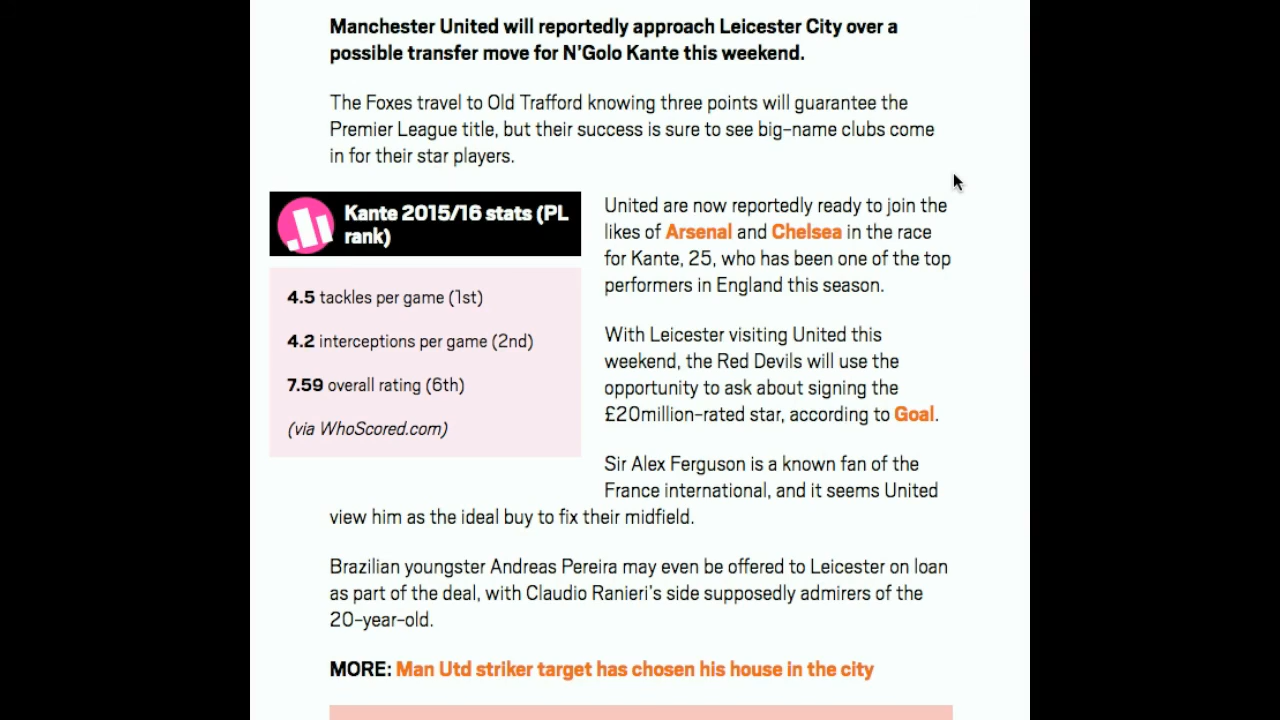 Manchester United will reportedly approach Leicester City over a
possible transfer move for N'Golo Kante this weekend.
The Foxes travel to Old Trafford knowing three points will guarantee the
Premier League title, but their success is sure to see big-name clubs come
in for their star players.
Kante 2015/16 stats (PL
rank)
4.5 tackles per game (1st)
4.2 interceptions per game (2nd)
7.59 overall rating (6th)
(via WhoScored.com)
United are now reportedly ready to join the
likes of Arsenal and Chelsea in the race
for Kante, 25, who has been one of the top
performers in England this season.
With Leicester visiting United this
weekend, the Red Devils will use the
opportunity to ask about signing the
£20million-rated star, according to Goal.
Sir Alex Ferguson is a known fan of the
France international, and it seems United
view him as the ideal buy to fix their midfield.
Brazilian youngster Andreas Pereira may even be offered to Leicester on loan
as part of the deal, with Claudio Ranieri's side supposedly admirers of the
20-year-old.
MORE: Man Utd striker target has chosen his house in the city